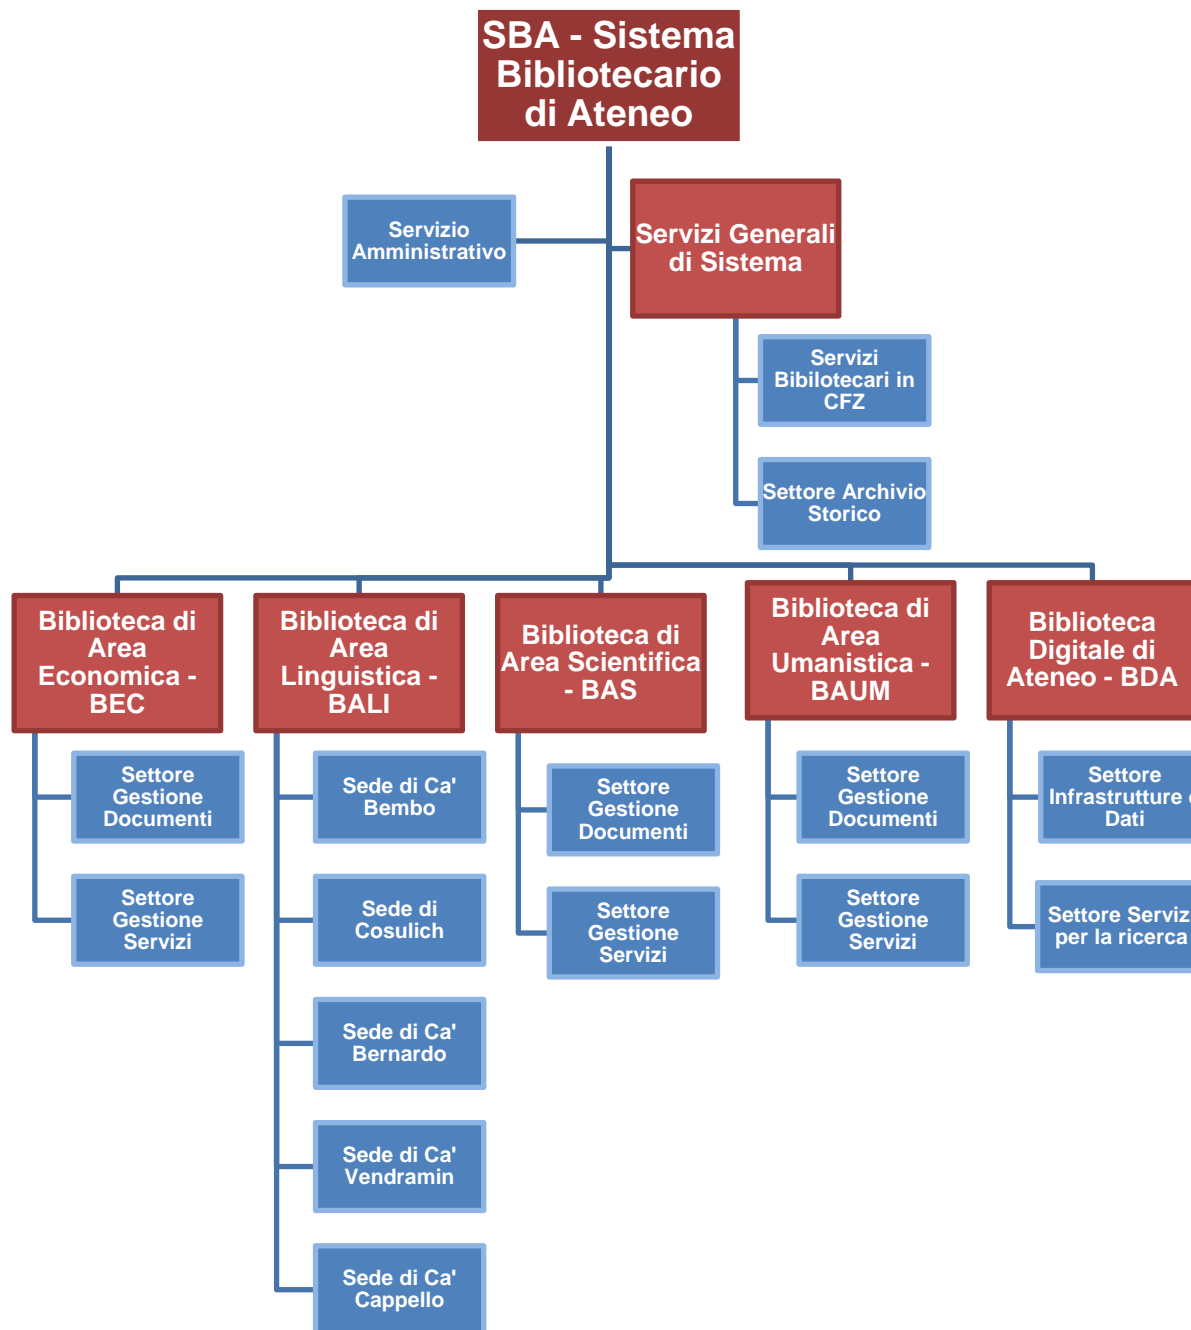 SBA - Sistema
Bibliotecario
di Ateneo
Servizio
Amministrativo
Servizi Generali
di Sistema
Servizi
Bibilotecari in
CFZ
Settore Archivio
Storico
Biblioteca di
Area
Economica -
BEC
Biblioteca di
Area
Linguistica -
BALI
Biblioteca di
Area Scientifica
- BAS
Biblioteca di
Area
Umanistica -
BAUM
Biblioteca
Digitale di
Ateneo - BDA
Settore
Gestione
Documenti
Settore
Gestione
Servizi
Sede di Ca'
Bembo
Sede di
Cosulich
Sede di Ca'
Bernardo
Sede di Ca'
Vendramin
Sede di Ca'
Cappello
Settore
Gestione
Documenti
Settore
Gestione
Servizi
Settore
Gestione
Documenti
Settore
Gestione
Servizi
Settore
Infrastrutture e
Dati
Settore Servizi
per la ricerca